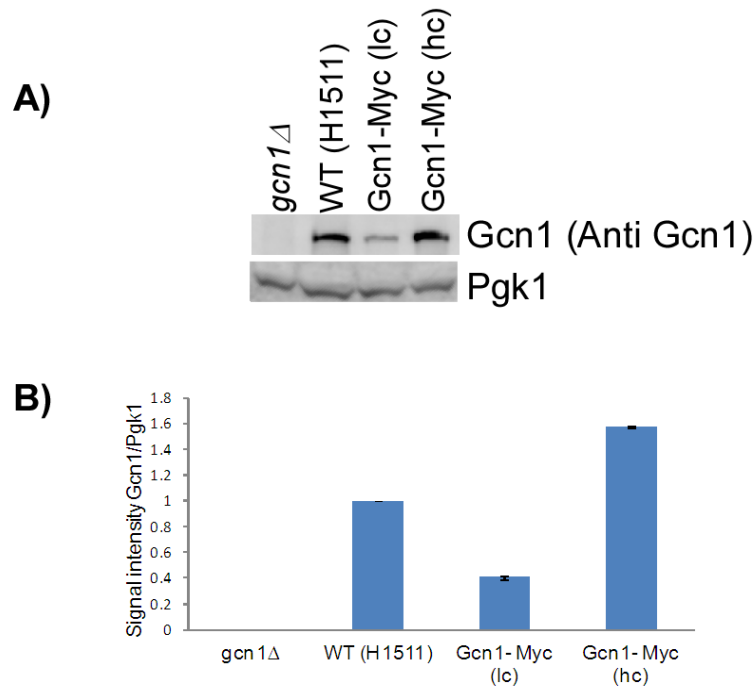 A)
gcn1Δ
WT (H1511)
Gcn1-Myc (lc)
Gcn1-Myc (hc)
Gcn1 (Anti Gcn1)
Pgk1
B)
Signal intensity Gcn1/Pgk1
1.8
1.6
1.4
1.2
1
0.8
0.6
0.4
0.2
0
gcn1Δ
WT (H1511)
Gcn1- Myc
(lc)
Gcn1- Myc
(hc)